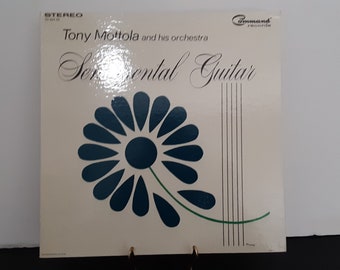 STEREO
Command
Tony Mottola and his orchestra
Sentimental Guitar